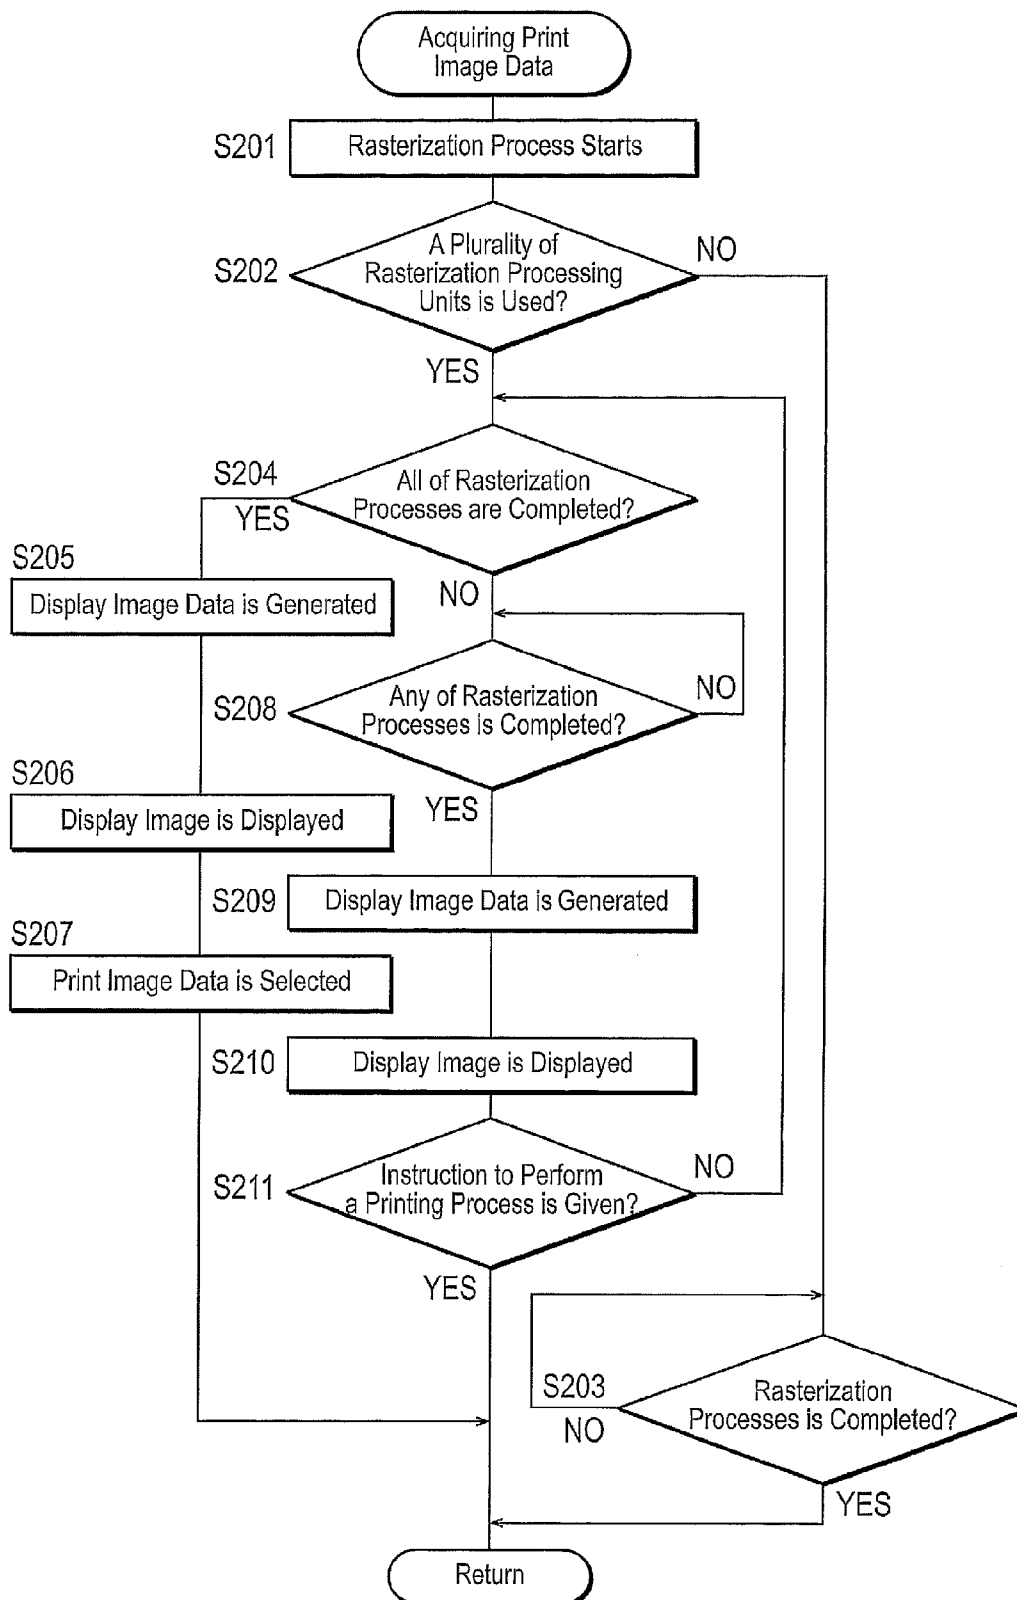 Acquiring Print
Image Data
S201
Rasterization Process Starts
S202
A Plurality of
Rasterization Processing
Units is Used?
NO
YES
S204
All of Rasterization
Processes are Completed?
YES
NO
S205
Display Image Data is Generated
S208
Any of Rasterization
Processes is Completed?
NO
YES
S206
Display Image is Displayed
S209
Display Image Data is Generated
S207
Print Image Data is Selected
S210
Display Image is Displayed
S211
Instruction to Perform
a Printing Process is Given?
NO
YES
S203
Rasterization
Processes is Completed?
NO
YES
Return